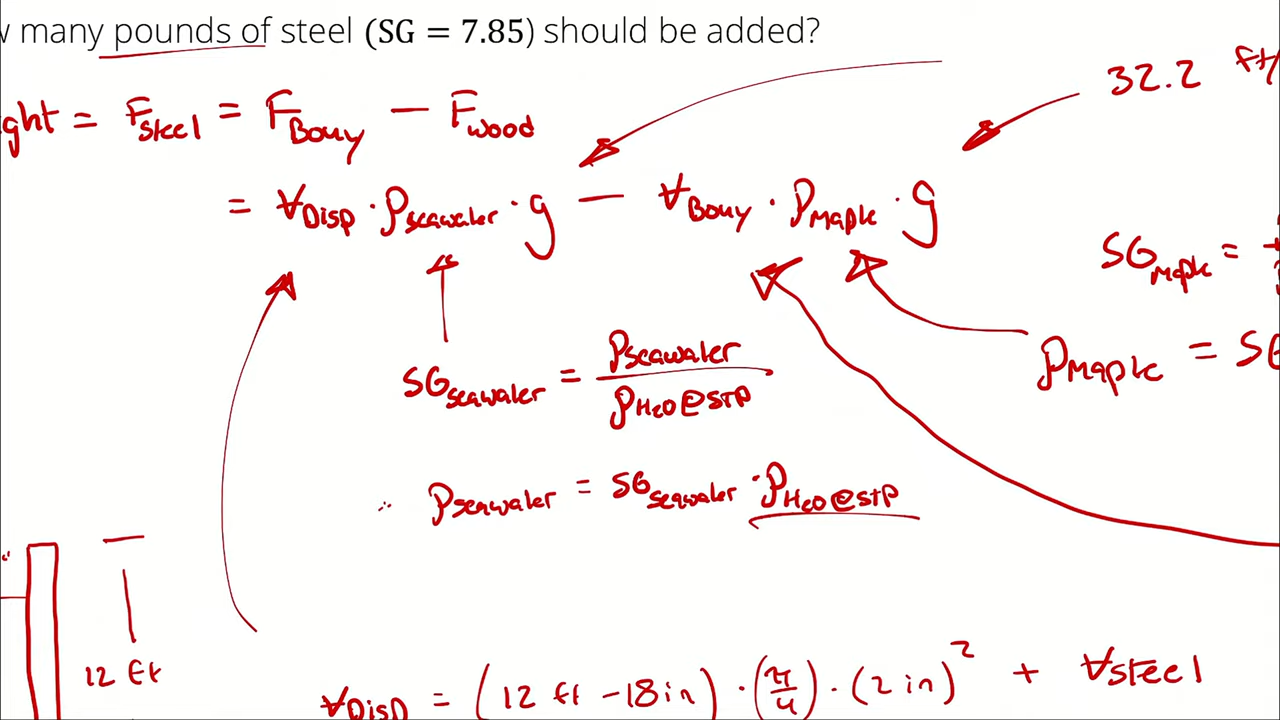 w many pounds of steel (SG = 7.85) should be added?
32.2 ft/
ght = F_Steel = F_Bouy - F_wood
= ∀_Disp · ρ_seawater · g - ∀_Bouy · ρ_Maple · g
SG_Maple =
SG_seawater = ρ_seawater / ρ_H2O@STP
ρ_Maple = SG
∴ ρ_seawater = SG_seawater · ρ_H2O@STP
12 ft
∀_Disp = (12 ft - 18 in) · (π/4) · (2 in)^2 + ∀_Steel